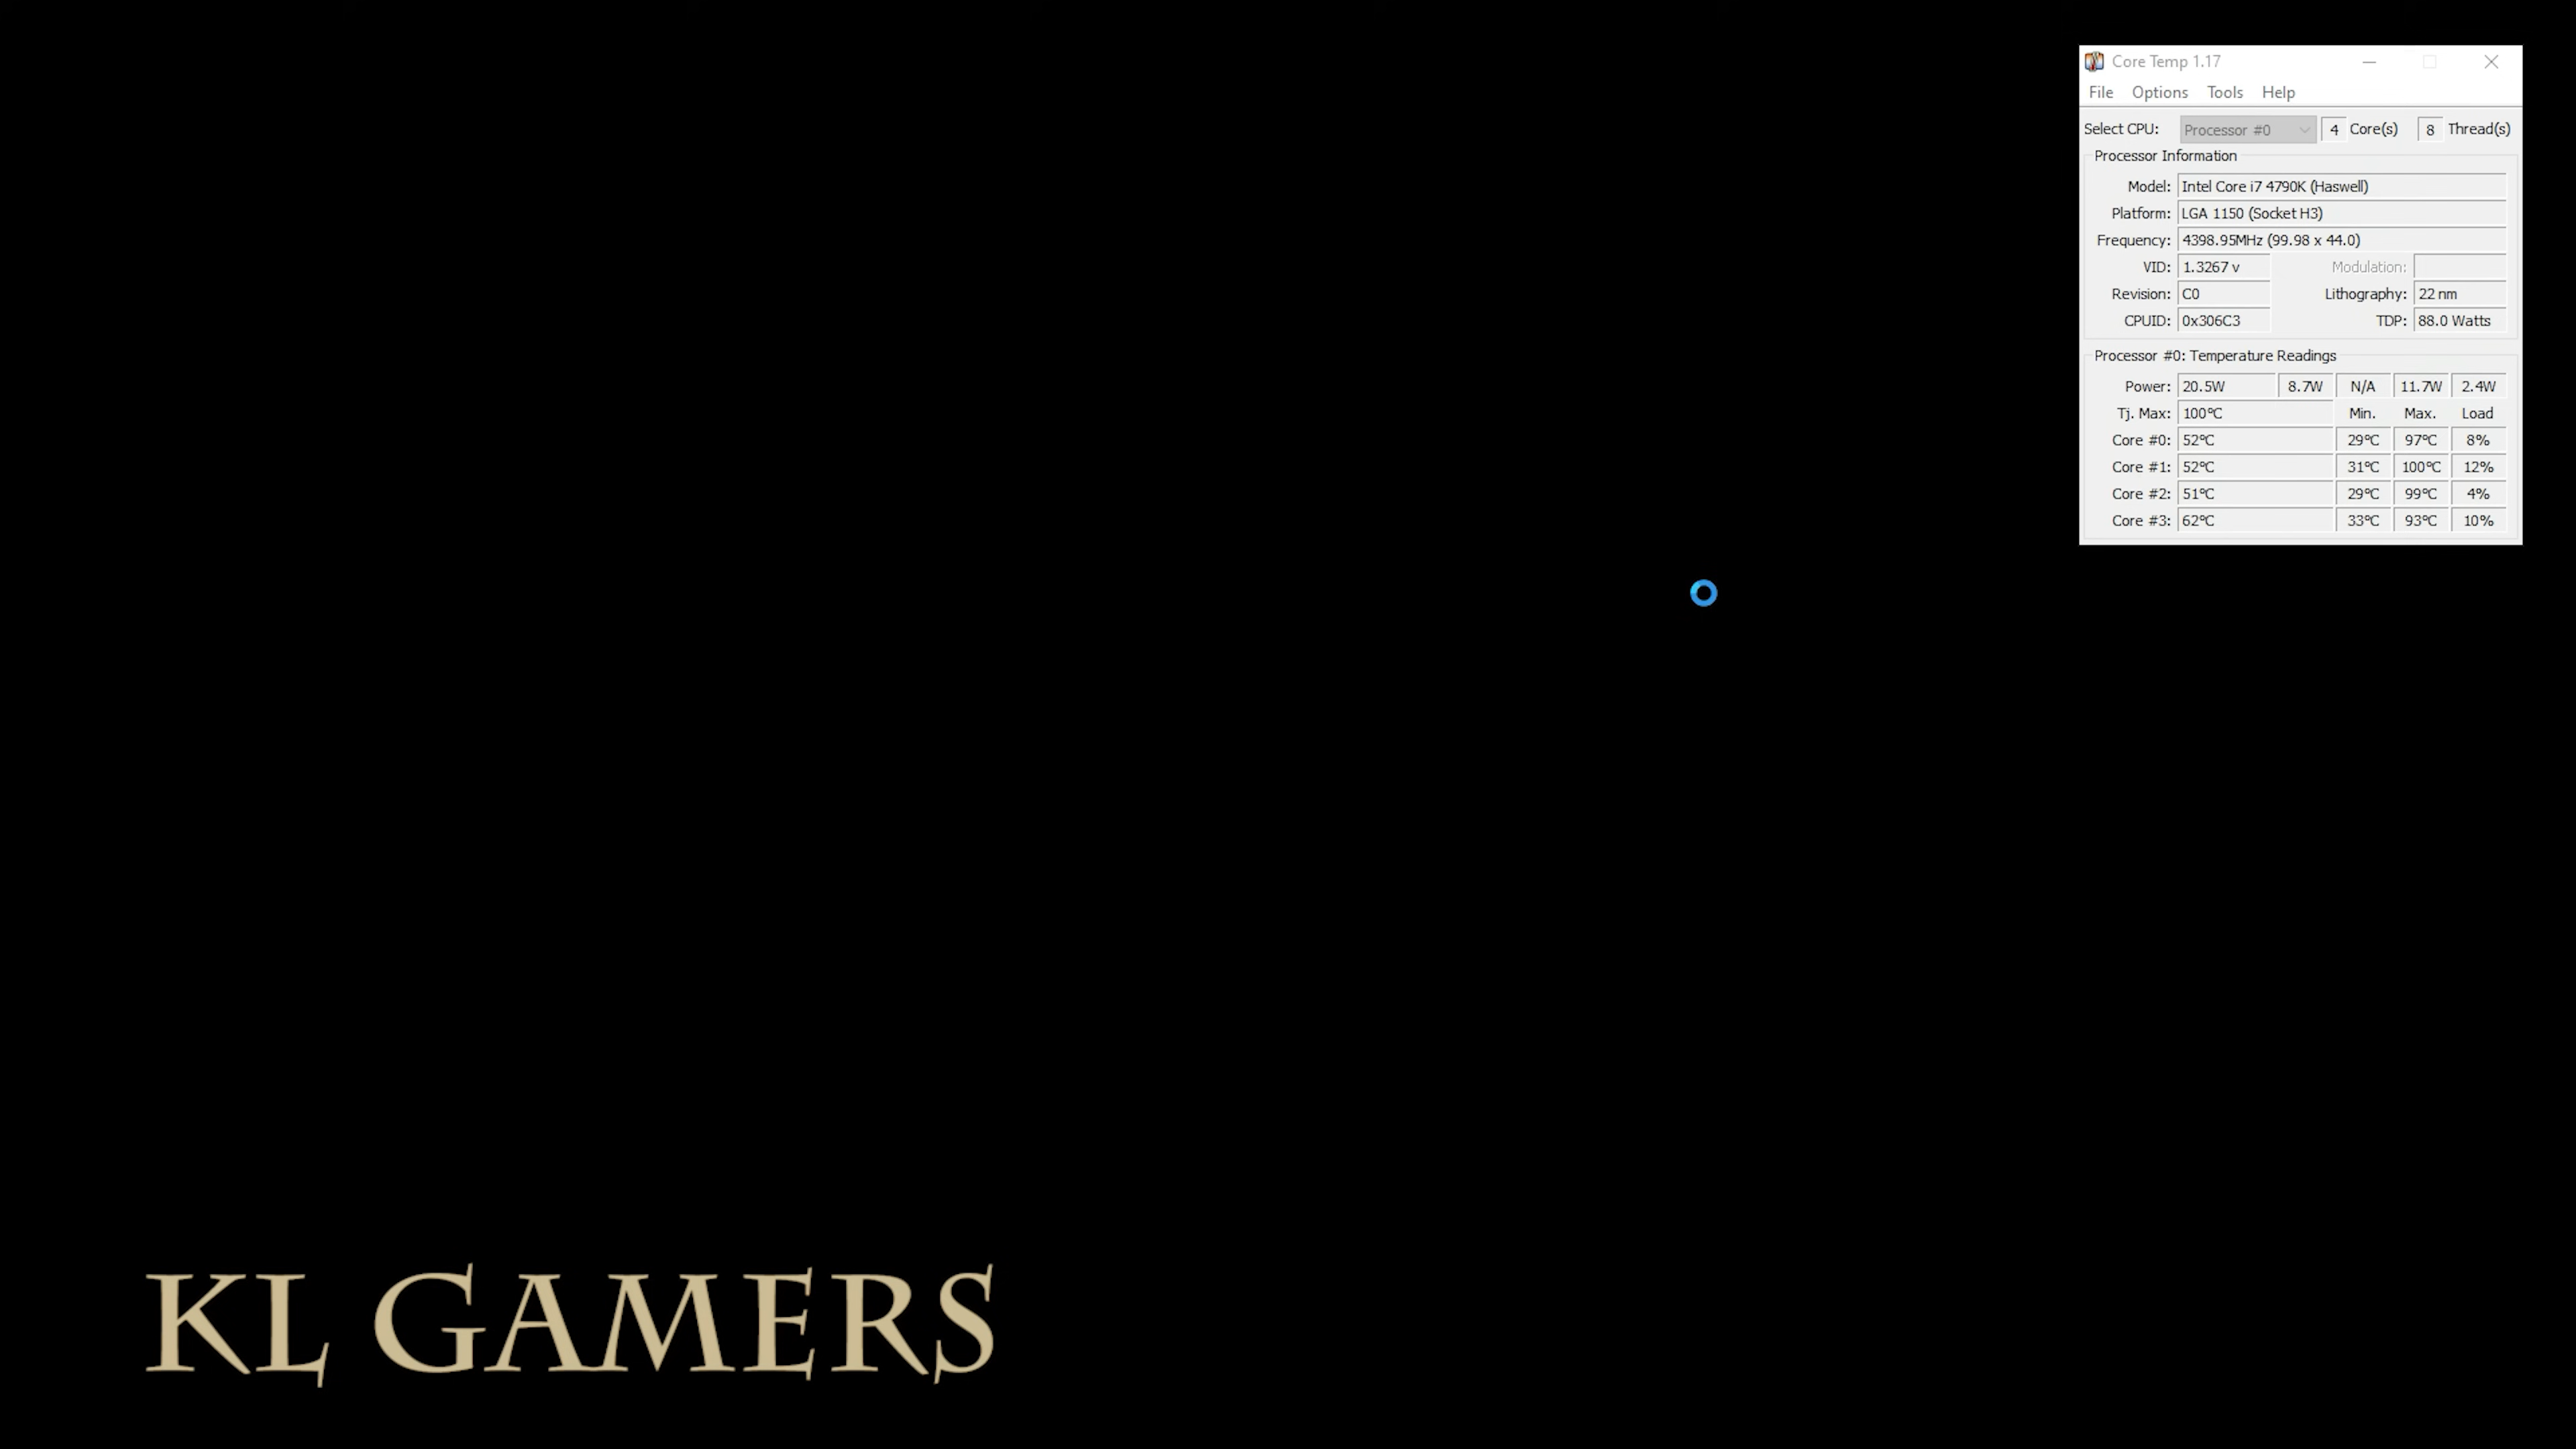 Core Temp 1.17
File Options Tools Help
Select CPU: Processor #0 4 Core(s) 8 Thread(s)
Processor Information
Model: Intel Core i7 4790K (Haswell)
Platform: LGA 1150 (Socket H3)
Frequency: 4398.95MHz (99.98 x 44.0)
VID: 1.3267 v Modulation:
Revision: C0 Lithography: 22 nm
CPUID: 0x306C3 TDP: 88.0 Watts
Processor #0: Temperature Readings
Power: 20.5W 8.7W N/A 11.7W 2.4W
Tj. Max: 100°C Min. Max. Load
Core #0: 52°C 29°C 97°C 8%
Core #1: 52°C 31°C 100°C 12%
Core #2: 51°C 29°C 99°C 4%
Core #3: 62°C 33°C 93°C 10%
KL GAMERS